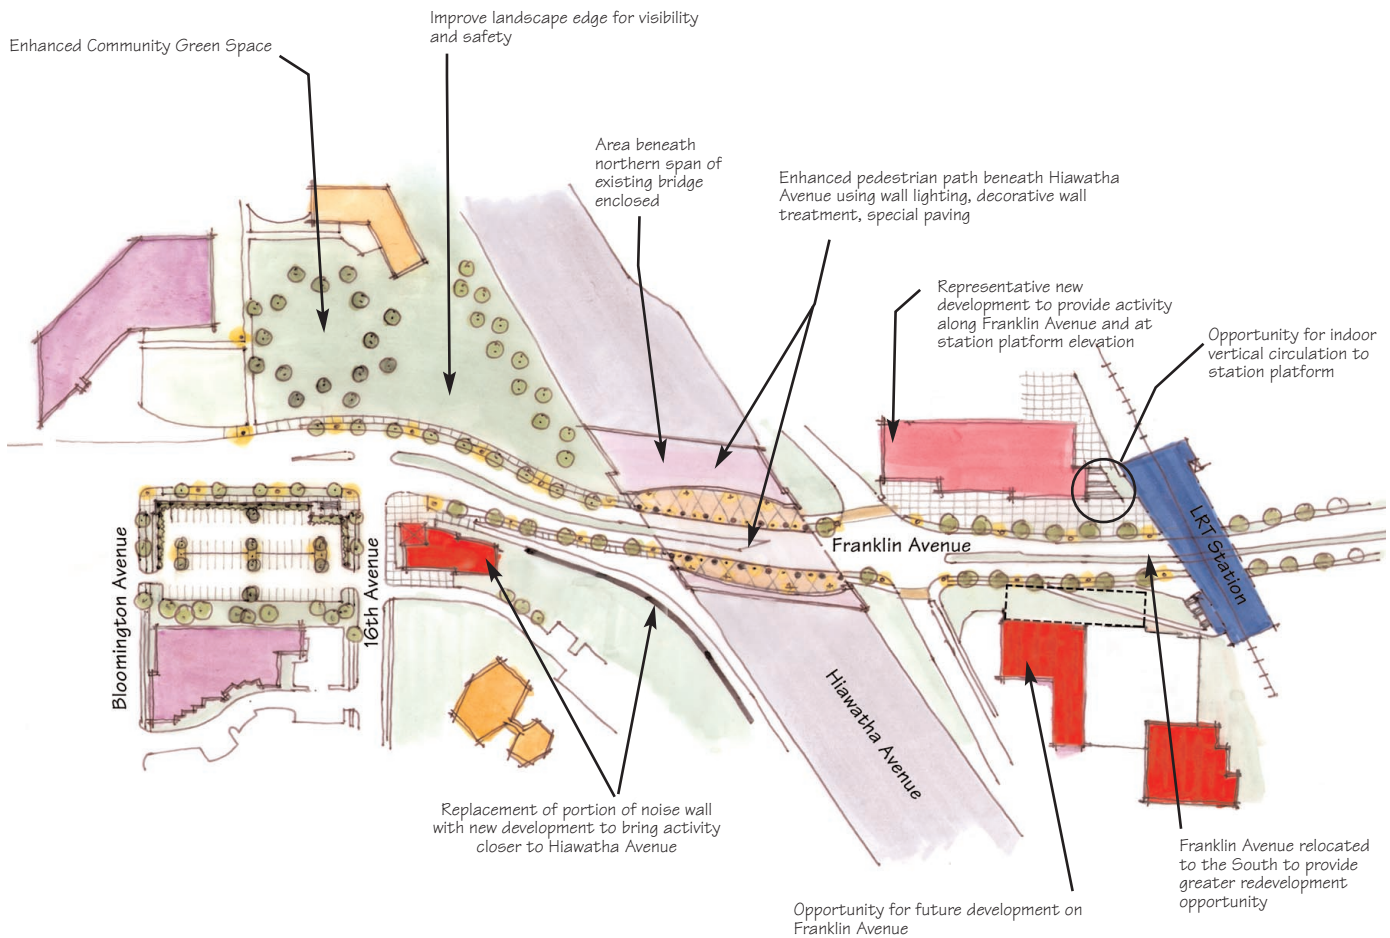 Improve landscape edge for visibility
and safety
Enhanced Community Green Space
Area beneath
northern span of
existing bridge
enclosed
Enhanced pedestrian path beneath Hiawatha
Avenue using wall lighting, decorative wall
treatment, special paving
Representative new
development to provide activity
along Franklin Avenue and at
station platform elevation
Opportunity for indoor
vertical circulation to
station platform
LRT Station
Franklin Avenue
Bloomington Avenue
16th Avenue
Hiawatha Avenue
Replacement of portion of noise wall
with new development to bring activity
closer to Hiawatha Avenue
Franklin Avenue relocated
to the South to provide
greater redevelopment
opportunity
Opportunity for future development on
Franklin Avenue